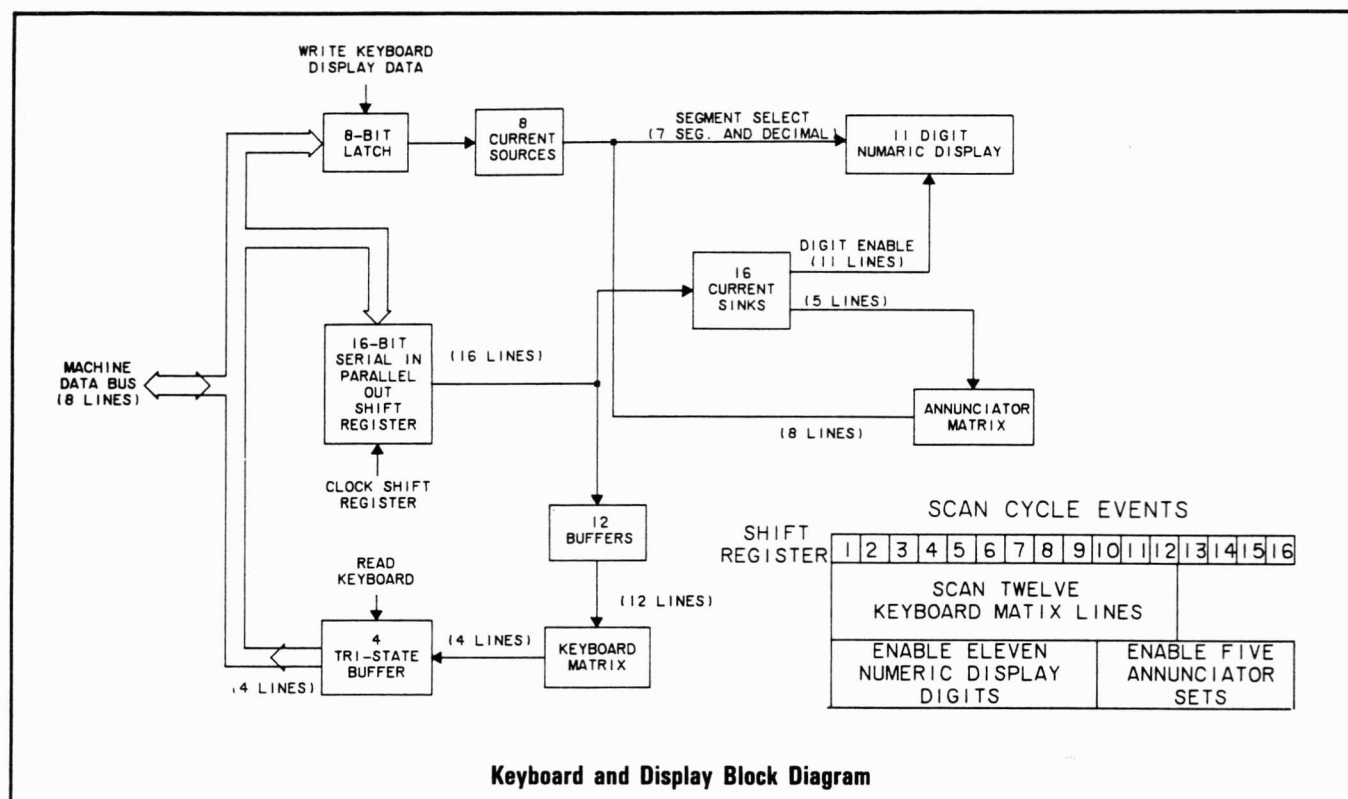 WRITE KEYBOARD
DISPLAY DATA
8-BIT
LATCH
8
CURRENT
SOURCES
SEGMENT SELECT
(7 SEG. AND DECIMAL)
11 DIGIT
NUMARIC DISPLAY
DIGIT ENABLE
(11 LINES)
16
CURRENT
SINKS
(5 LINES)
16-BIT
SERIAL IN
PARALLEL
OUT
SHIFT
REGISTER
(16 LINES)
MACHINE
DATA BUS
(8 LINES)
ANNUNCIATOR
MATRIX
(8 LINES)
CLOCK SHIFT
REGISTER
12
BUFFERS
READ
KEYBOARD
(12 LINES)
4
TRI-STATE
BUFFER
(4 LINES)
KEYBOARD
MATRIX
(4 LINES)
SCAN CYCLE EVENTS
SHIFT
REGISTER
1 2 3 4 5 6 7 8 9 10 11 12 13 14 15 16
SCAN TWELVE
KEYBOARD MATIX LINES
ENABLE ELEVEN
NUMERIC DISPLAY
DIGITS
ENABLE FIVE
ANNUNCIATOR
SETS
Keyboard and Display Block Diagram